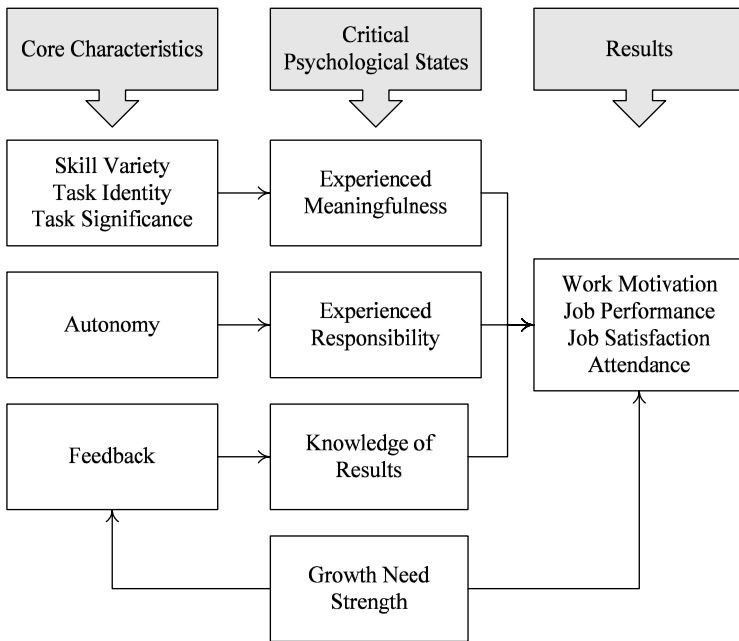 Core Characteristics
Critical
Psychological States
Results
Skill Variety
Task Identity
Task Significance
Experienced
Meaningfulness
Autonomy
Experienced
Responsibility
Work Motivation
Job Performance
Job Satisfaction
Attendance
Feedback
Knowledge of
Results
Growth Need
Strength